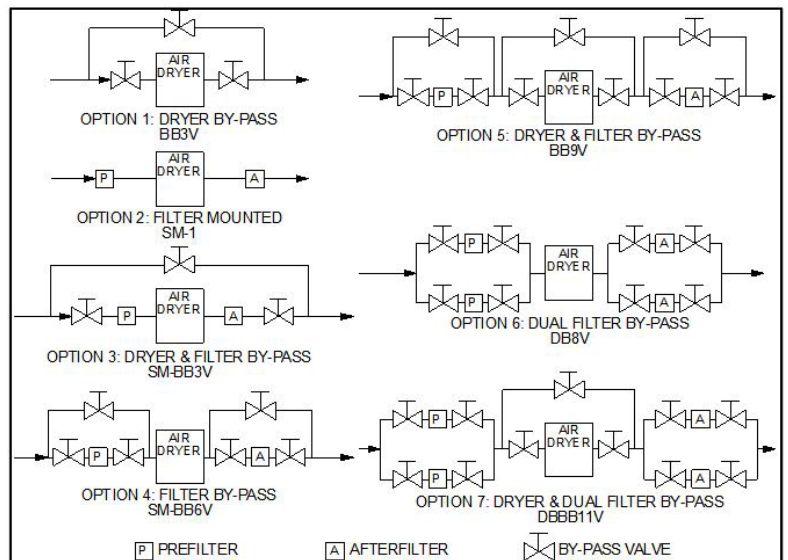 AIR
DRYER
OPTION 1: DRYER BY-PASS
BB3V
AIR
DRYER
P
A
OPTION 2: FILTER MOUNTED
SM-1
AIR
DRYER
P
A
OPTION 3: DRYER & FILTER BY-PASS
SM-BB3V
AIR
DRYER
P
A
OPTION 4: FILTER BY-PASS
SM-BB6V
AIR
DRYER
P
A
OPTION 5: DRYER & FILTER BY-PASS
BB9V
P
A
AIR
DRYER
P
A
OPTION 6: DUAL FILTER BY-PASS
DB8V
P
A
AIR
DRYER
P
A
OPTION 7: DRYER & DUAL FILTER BY-PASS
DBBB11V
P PREFILTER
A AFTERFILTER
BY-PASS VALVE